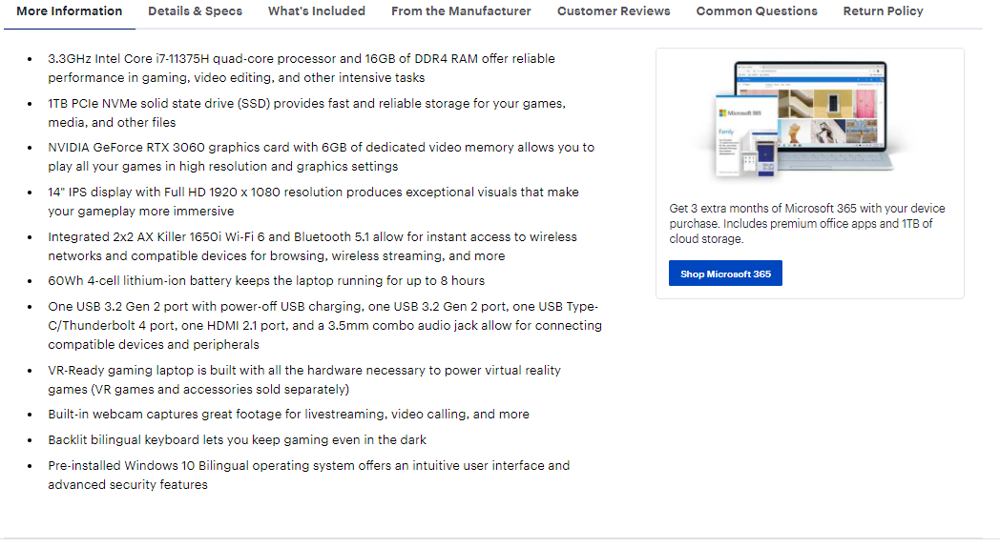 More Information Details & Specs What's Included From the Manufacturer Customer Reviews Common Questions Return Policy
• 3.3GHz Intel Core i7-11375H quad-core processor and 16GB of DDR4 RAM offer reliable
performance in gaming, video editing, and other intensive tasks
• 1TB PCIe NVMe solid state drive (SSD) provides fast and reliable storage for your games,
media, and other files
• NVIDIA GeForce RTX 3060 graphics card with 6GB of dedicated video memory allows you to
play all your games in high resolution and graphics settings
• 14" IPS display with Full HD 1920 x 1080 resolution produces exceptional visuals that make
your gameplay more immersive
• Integrated 2x2 AX Killer 1650i Wi-Fi 6 and Bluetooth 5.1 allow for instant access to wireless
networks and compatible devices for browsing, wireless streaming, and more
• 60Wh 4-cell lithium-ion battery keeps the laptop running for up to 8 hours
• One USB 3.2 Gen 2 port with power-off USB charging, one USB 3.2 Gen 2 port, one USB Type-
C/Thunderbolt 4 port, one HDMI 2.1 port, and a 3.5mm combo audio jack allow for connecting
compatible devices and peripherals
• VR-Ready gaming laptop is built with all the hardware necessary to power virtual reality
games (VR games and accessories sold separately)
• Built-in webcam captures great footage for livestreaming, video calling, and more
• Backlit bilingual keyboard lets you keep gaming even in the dark
• Pre-installed Windows 10 Bilingual operating system offers an intuitive user interface and
advanced security features
Microsoft 365
Family
Get 3 extra months of Microsoft 365 with your device
purchase. Includes premium office apps and 1TB of
cloud storage.
Shop Microsoft 365